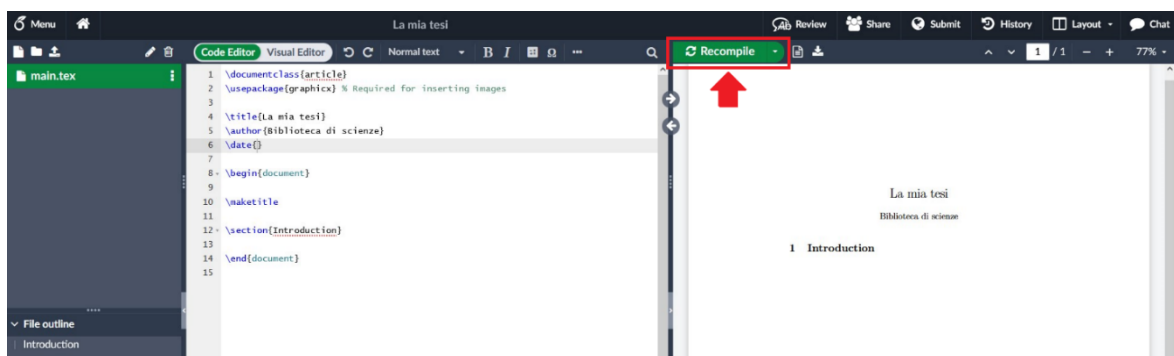 Menu La mia tesi Review Share Submit History Layout Chat
Code Editor Visual Editor Normal text B I Ω ... Recompile 1 / 1 - + 77%
main.tex
1 \documentclass{article}
2 \usepackage{graphicx} % Required for inserting images
3
4 \title{La mia tesi}
5 \author{Biblioteca di scienze}
6 \date{}
7
8 \begin{document}
9
10 \maketitle
11
12 \section{Introduction}
13
14 \end{document}
15
File outline
Introduction
La mia tesi
Biblioteca di scienze
1 Introduction